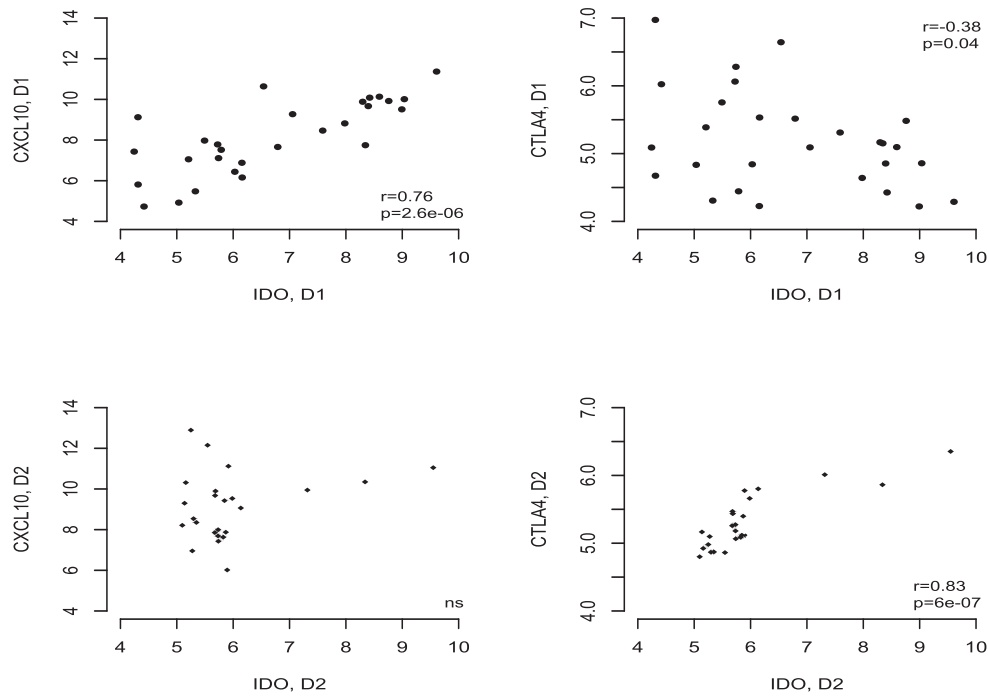 CXCL10, D1
14
12
10
8
6
4
r=0.76
p=2.6e-06
4 5 6 7 8 9 10
IDO, D1
CTLA4, D1
7.0
6.0
5.0
4.0
r=-0.38
p=0.04
4 5 6 7 8 9 10
IDO, D1
CXCL10, D2
14
12
10
8
6
4
ns
4 5 6 7 8 9 10
IDO, D2
CTLA4, D2
7.0
6.0
5.0
4.0
r=0.83
p=6e-07
4 5 6 7 8 9 10
IDO, D2